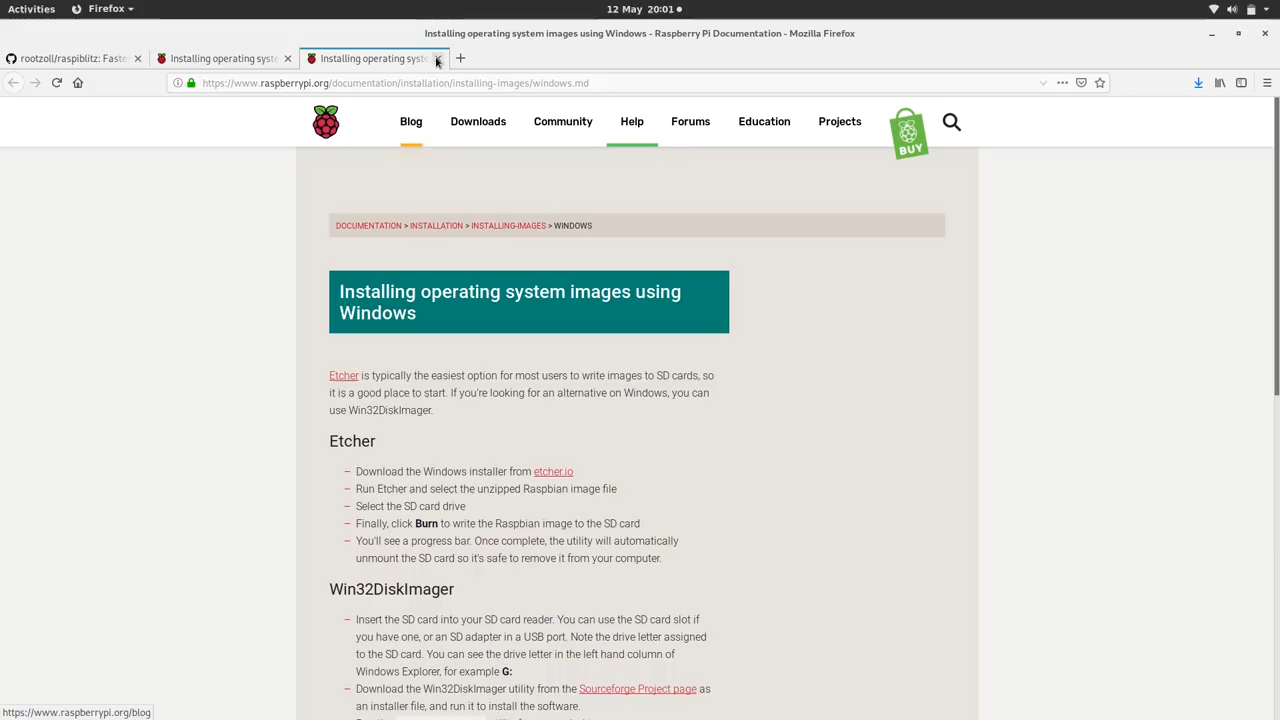 Activities Firefox 12 May 20:01
Installing operating system images using Windows - Raspberry Pi Documentation - Mozilla Firefox
rootzoll/raspiblitz: Faste Installing operating syste Installing operating syste
https://www.raspberrypi.org/documentation/installation/installing-images/windows.md
Blog Downloads Community Help Forums Education Projects BUY
DOCUMENTATION > INSTALLATION > INSTALLING-IMAGES > WINDOWS
Installing operating system images using
Windows
Etcher is typically the easiest option for most users to write images to SD cards, so
it is a good place to start. If you're looking for an alternative on Windows, you can
use Win32DiskImager.
Etcher
– Download the Windows installer from etcher.io
– Run Etcher and select the unzipped Raspbian image file
– Select the SD card drive
– Finally, click Burn to write the Raspbian image to the SD card
– You'll see a progress bar. Once complete, the utility will automatically
unmount the SD card so it's safe to remove it from your computer.
Win32DiskImager
– Insert the SD card into your SD card reader. You can use the SD card slot if
you have one, or an SD adapter in a USB port. Note the drive letter assigned
to the SD card. You can see the drive letter in the left hand column of
Windows Explorer, for example G:
– Download the Win32DiskImager utility from the Sourceforge Project page as
an installer file, and run it to install the software.
https://www.raspberrypi.org/blog